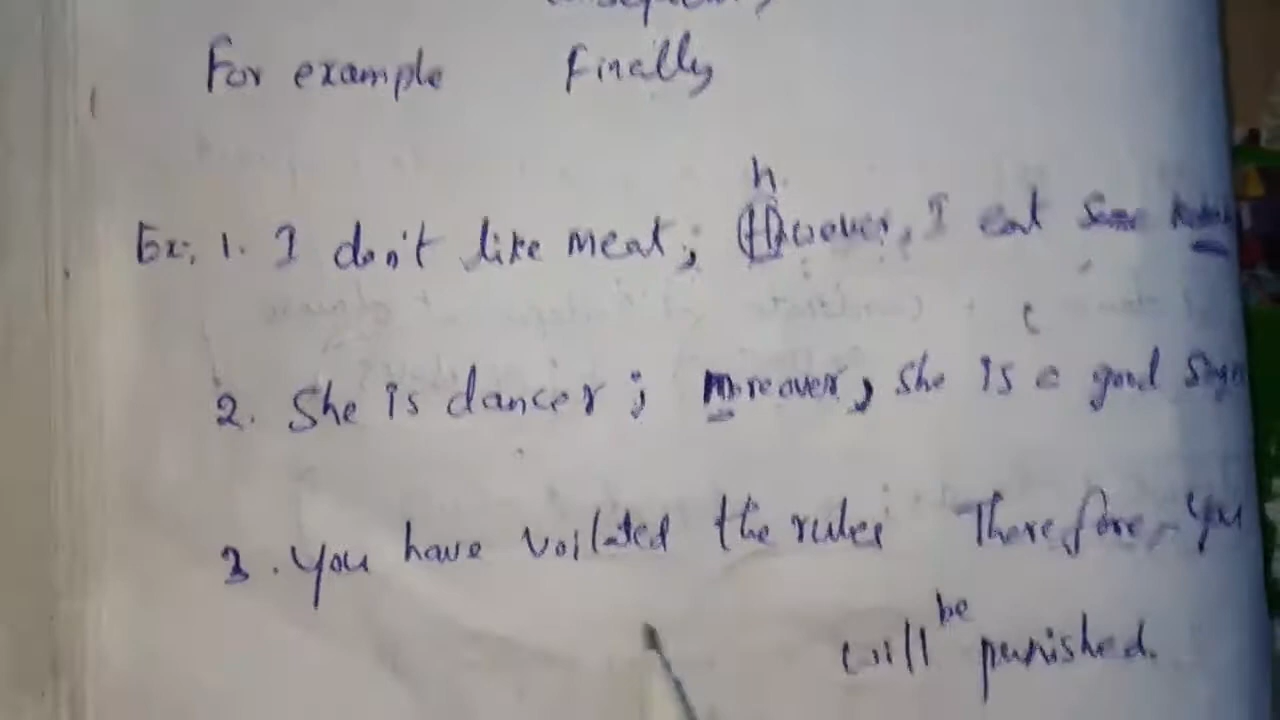 For example Finally
h
Ex: 1. I don't like meat; However, I eat Some
2. She is dancer; moreover, She is a good
3. You have voilated the rules Therefore, You
be
will punished.